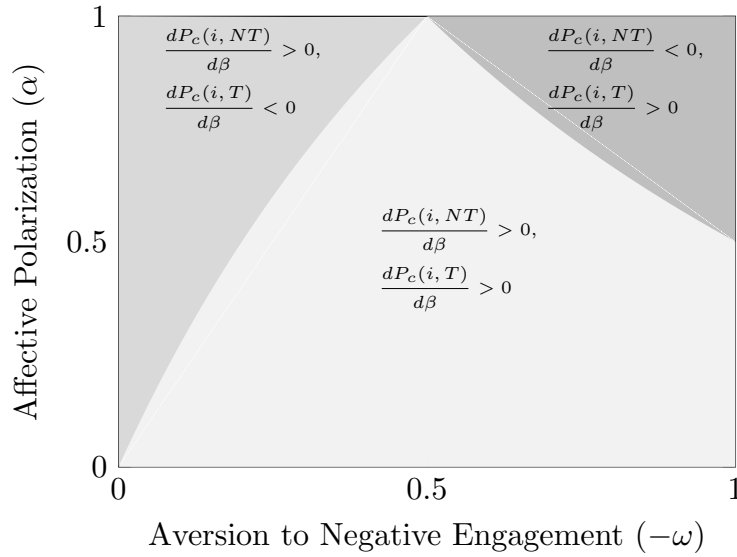 1
0.5
0
Affective Polarization (α)
dP_c(i, NT)/dβ > 0,
dP_c(i, T)/dβ < 0
dP_c(i, NT)/dβ < 0,
dP_c(i, T)/dβ > 0
dP_c(i, NT)/dβ > 0,
dP_c(i, T)/dβ > 0
0 0.5 1
Aversion to Negative Engagement (−ω)